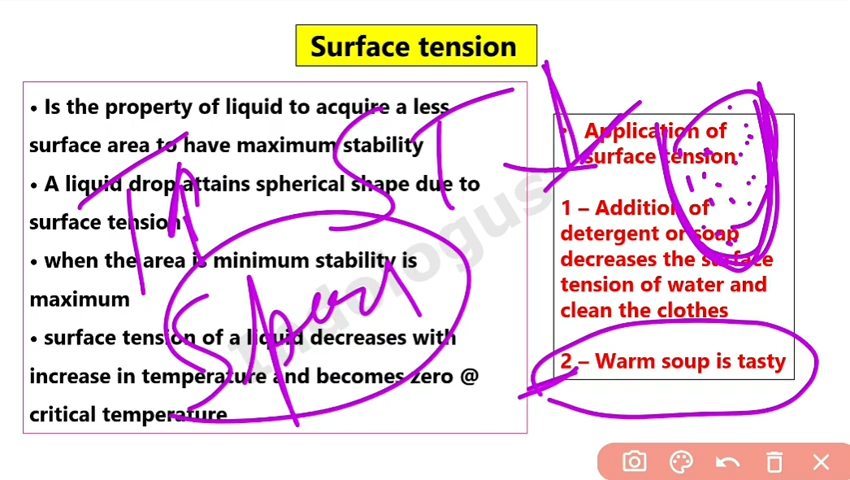 Surface tension
• Is the property of liquid to acquire a less
surface area to have maximum stability
• A liquid drop attains spherical shape due to
surface tension
• when the area is minimum stability is
maximum
• surface tension of a liquid decreases with
increase in temperature and becomes zero @
critical temperature
• Application of
surface tension
1 – Addition of
detergent or soap
decreases the surface
tension of water and
clean the clothes
2 – Warm soup is tasty
T↑
ST ↓